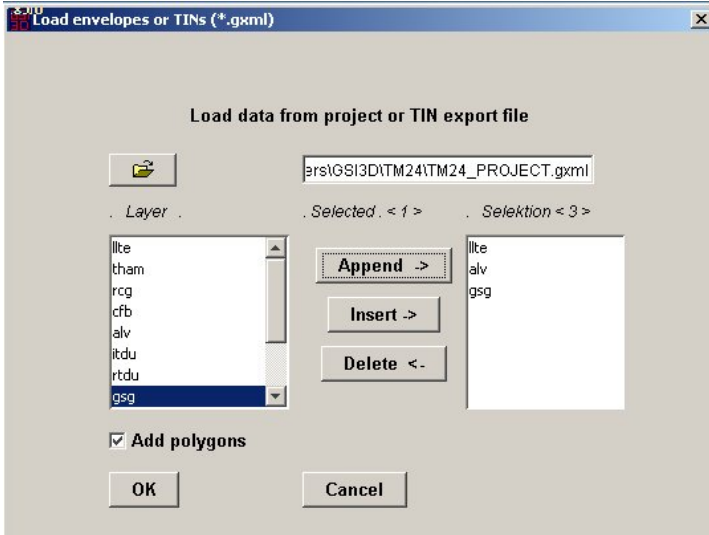 Load envelopes or TINs (*.gxml)
Load data from project or TIN export file
ers\GSI3D\TM24\TM24_PROJECT.gxml
. Layer .
. Selected . < 1 >
. Selektion < 3 >
llte
tham
rcg
cfb
alv
itdu
rtdu
gsg
Append ->
Insert ->
Delete <-
llte
alv
gsg
Add polygons
OK
Cancel